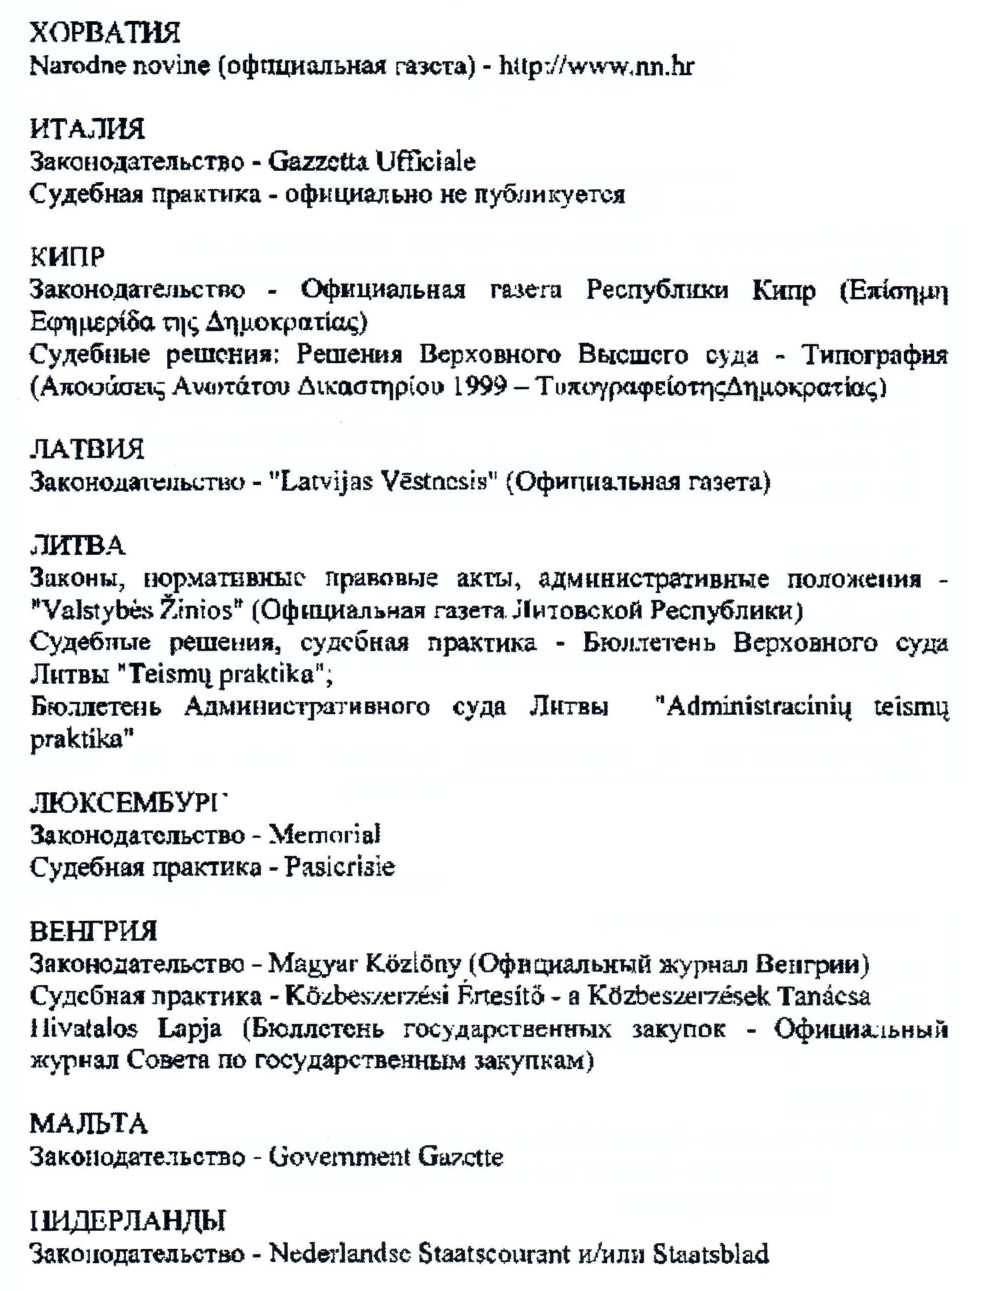 ХОРВАТИЯ
Narodne novine (официальная газета) - http://www.nn.hr
ИТАЛИЯ
Законодательство - Gazzetta Ufficiale
Судебная практика - официально не публикуется
КИПР
Законодательство - Официальная газета Республики Кипр (Επίσημη
Εφημερίδα της Δημοκρατίας)
Судебные решения: Решения Верховного Высшего суда - Типография
(Αποφάσεις Ανωτάτου Δικαστηρίου 1999 – ΤυπογραφείοτηςΔημοκρατίας)
ЛАТВИЯ
Законодательство - "Latvijas Vēstnesis" (Официальная газета)
ЛИТВА
Законы, нормативные правовые акты, административные положения -
"Valstybės Žinios" (Официальная газета Литовской Республики)
Судебные решения, судебная практика - Бюллетень Верховного суда
Литвы "Teismų praktika";
Бюллетень Административного суда Литвы "Administracinių teismų
praktika"
ЛЮКСЕМБУРГ
Законодательство - Memorial
Судебная практика - Pasicrisie
ВЕНГРИЯ
Законодательство - Magyar Közlöny (Официальный журнал Венгрии)
Судебная практика - Közbeszerzési Értesítő - a Közbeszerzések Tanácsa
Hivatalos Lapja (Бюллетень государственных закупок - Официальный
журнал Совета по государственным закупкам)
МАЛЬТА
Законодательство - Government Gazette
НИДЕРЛАНДЫ
Законодательство - Nederlandse Staatscourant и/или Staatsblad